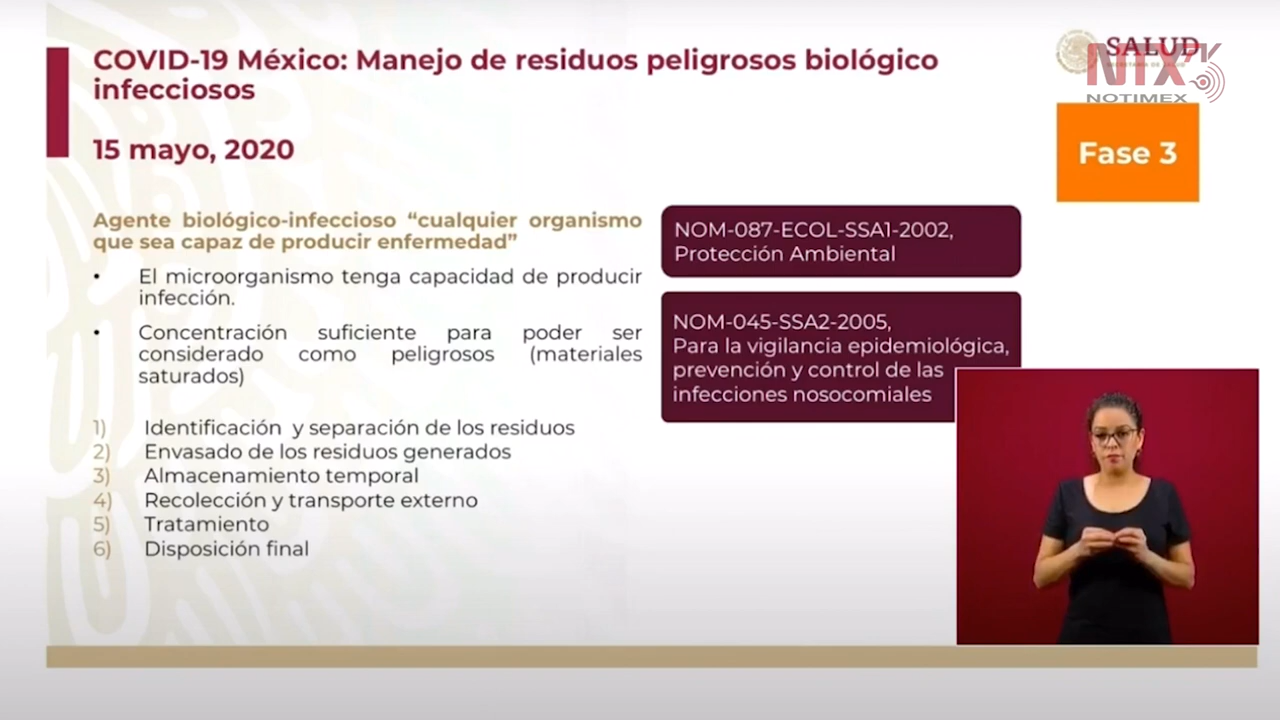 COVID-19 México: Manejo de residuos peligrosos biológico
infecciosos
15 mayo, 2020
SALUD
NTX
NOTIMEX
Fase 3
Agente biológico-infeccioso “cualquier organismo
que sea capaz de producir enfermedad”
• El microorganismo tenga capacidad de producir
infección.
• Concentración suficiente para poder ser
considerado como peligrosos (materiales
saturados)
1) Identificación y separación de los residuos
2) Envasado de los residuos generados
3) Almacenamiento temporal
4) Recolección y transporte externo
5) Tratamiento
6) Disposición final
NOM-087-ECOL-SSA1-2002,
Protección Ambiental
NOM-045-SSA2-2005,
Para la vigilancia epidemiológica,
prevención y control de las
infecciones nosocomiales